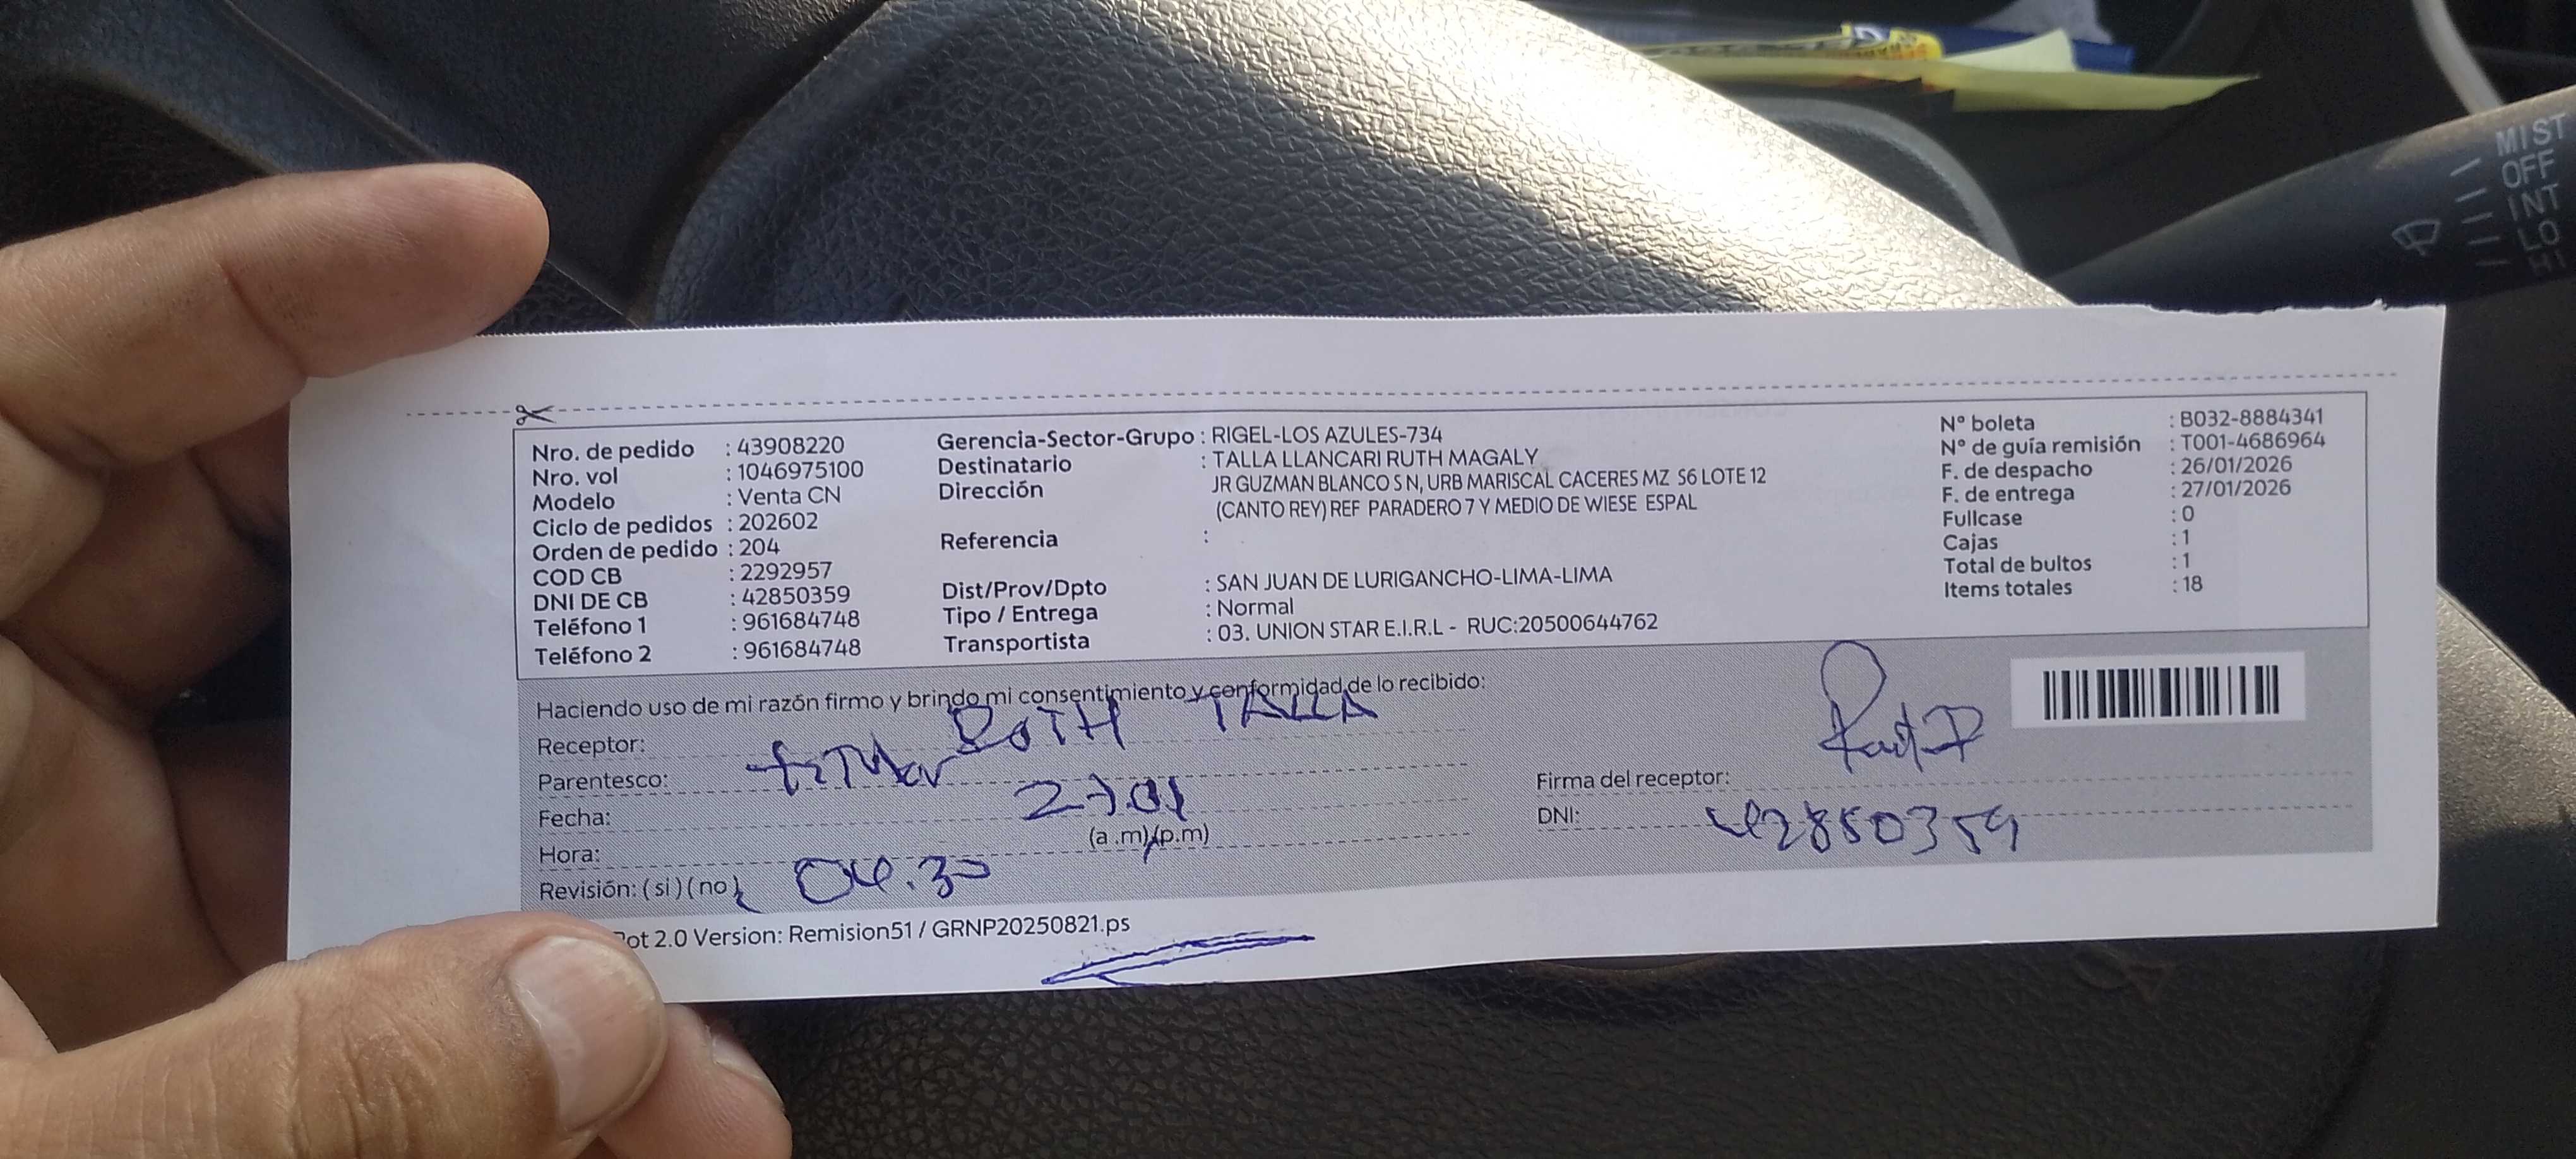 MIST
OFF
INT
LO
HI
Nro. de pedido : 43908220
Nro. vol : 1046975100
Modelo : Venta CN
Ciclo de pedidos : 202602
Orden de pedido : 204
COD CB : 2292957
DNI DE CB : 42850359
Teléfono 1 : 961684748
Teléfono 2 : 961684748
Gerencia-Sector-Grupo : RIGEL-LOS AZULES-734
Destinatario : TALLA LLANCARI RUTH MAGALY
Dirección JR GUZMAN BLANCO S N, URB MARISCAL CACERES MZ S6 LOTE 12
(CANTO REY) REF PARADERO 7 Y MEDIO DE WIESE ESPAL
Referencia :
Dist/Prov/Dpto : SAN JUAN DE LURIGANCHO-LIMA-LIMA
Tipo / Entrega : Normal
Transportista : 03. UNION STAR E.I.R.L - RUC:20500644762
Nº boleta : B032-8884341
Nº de guía remisión : T001-4686964
F. de despacho : 26/01/2026
F. de entrega : 27/01/2026
Fullcase : 0
Cajas : 1
Total de bultos : 1
Items totales : 18
Haciendo uso de mi razón firmo y brindo mi consentimiento y conformidad de lo recibido:
Receptor: RUTH TALLA
Parentesco:
Fecha: 27.01
Hora: (a.m)/(p.m)
Revisión: (si) (no) 04.30
Firma del receptor:
DNI: 42850359
Pot 2.0 Version: Remision51 / GRNP20250821.ps